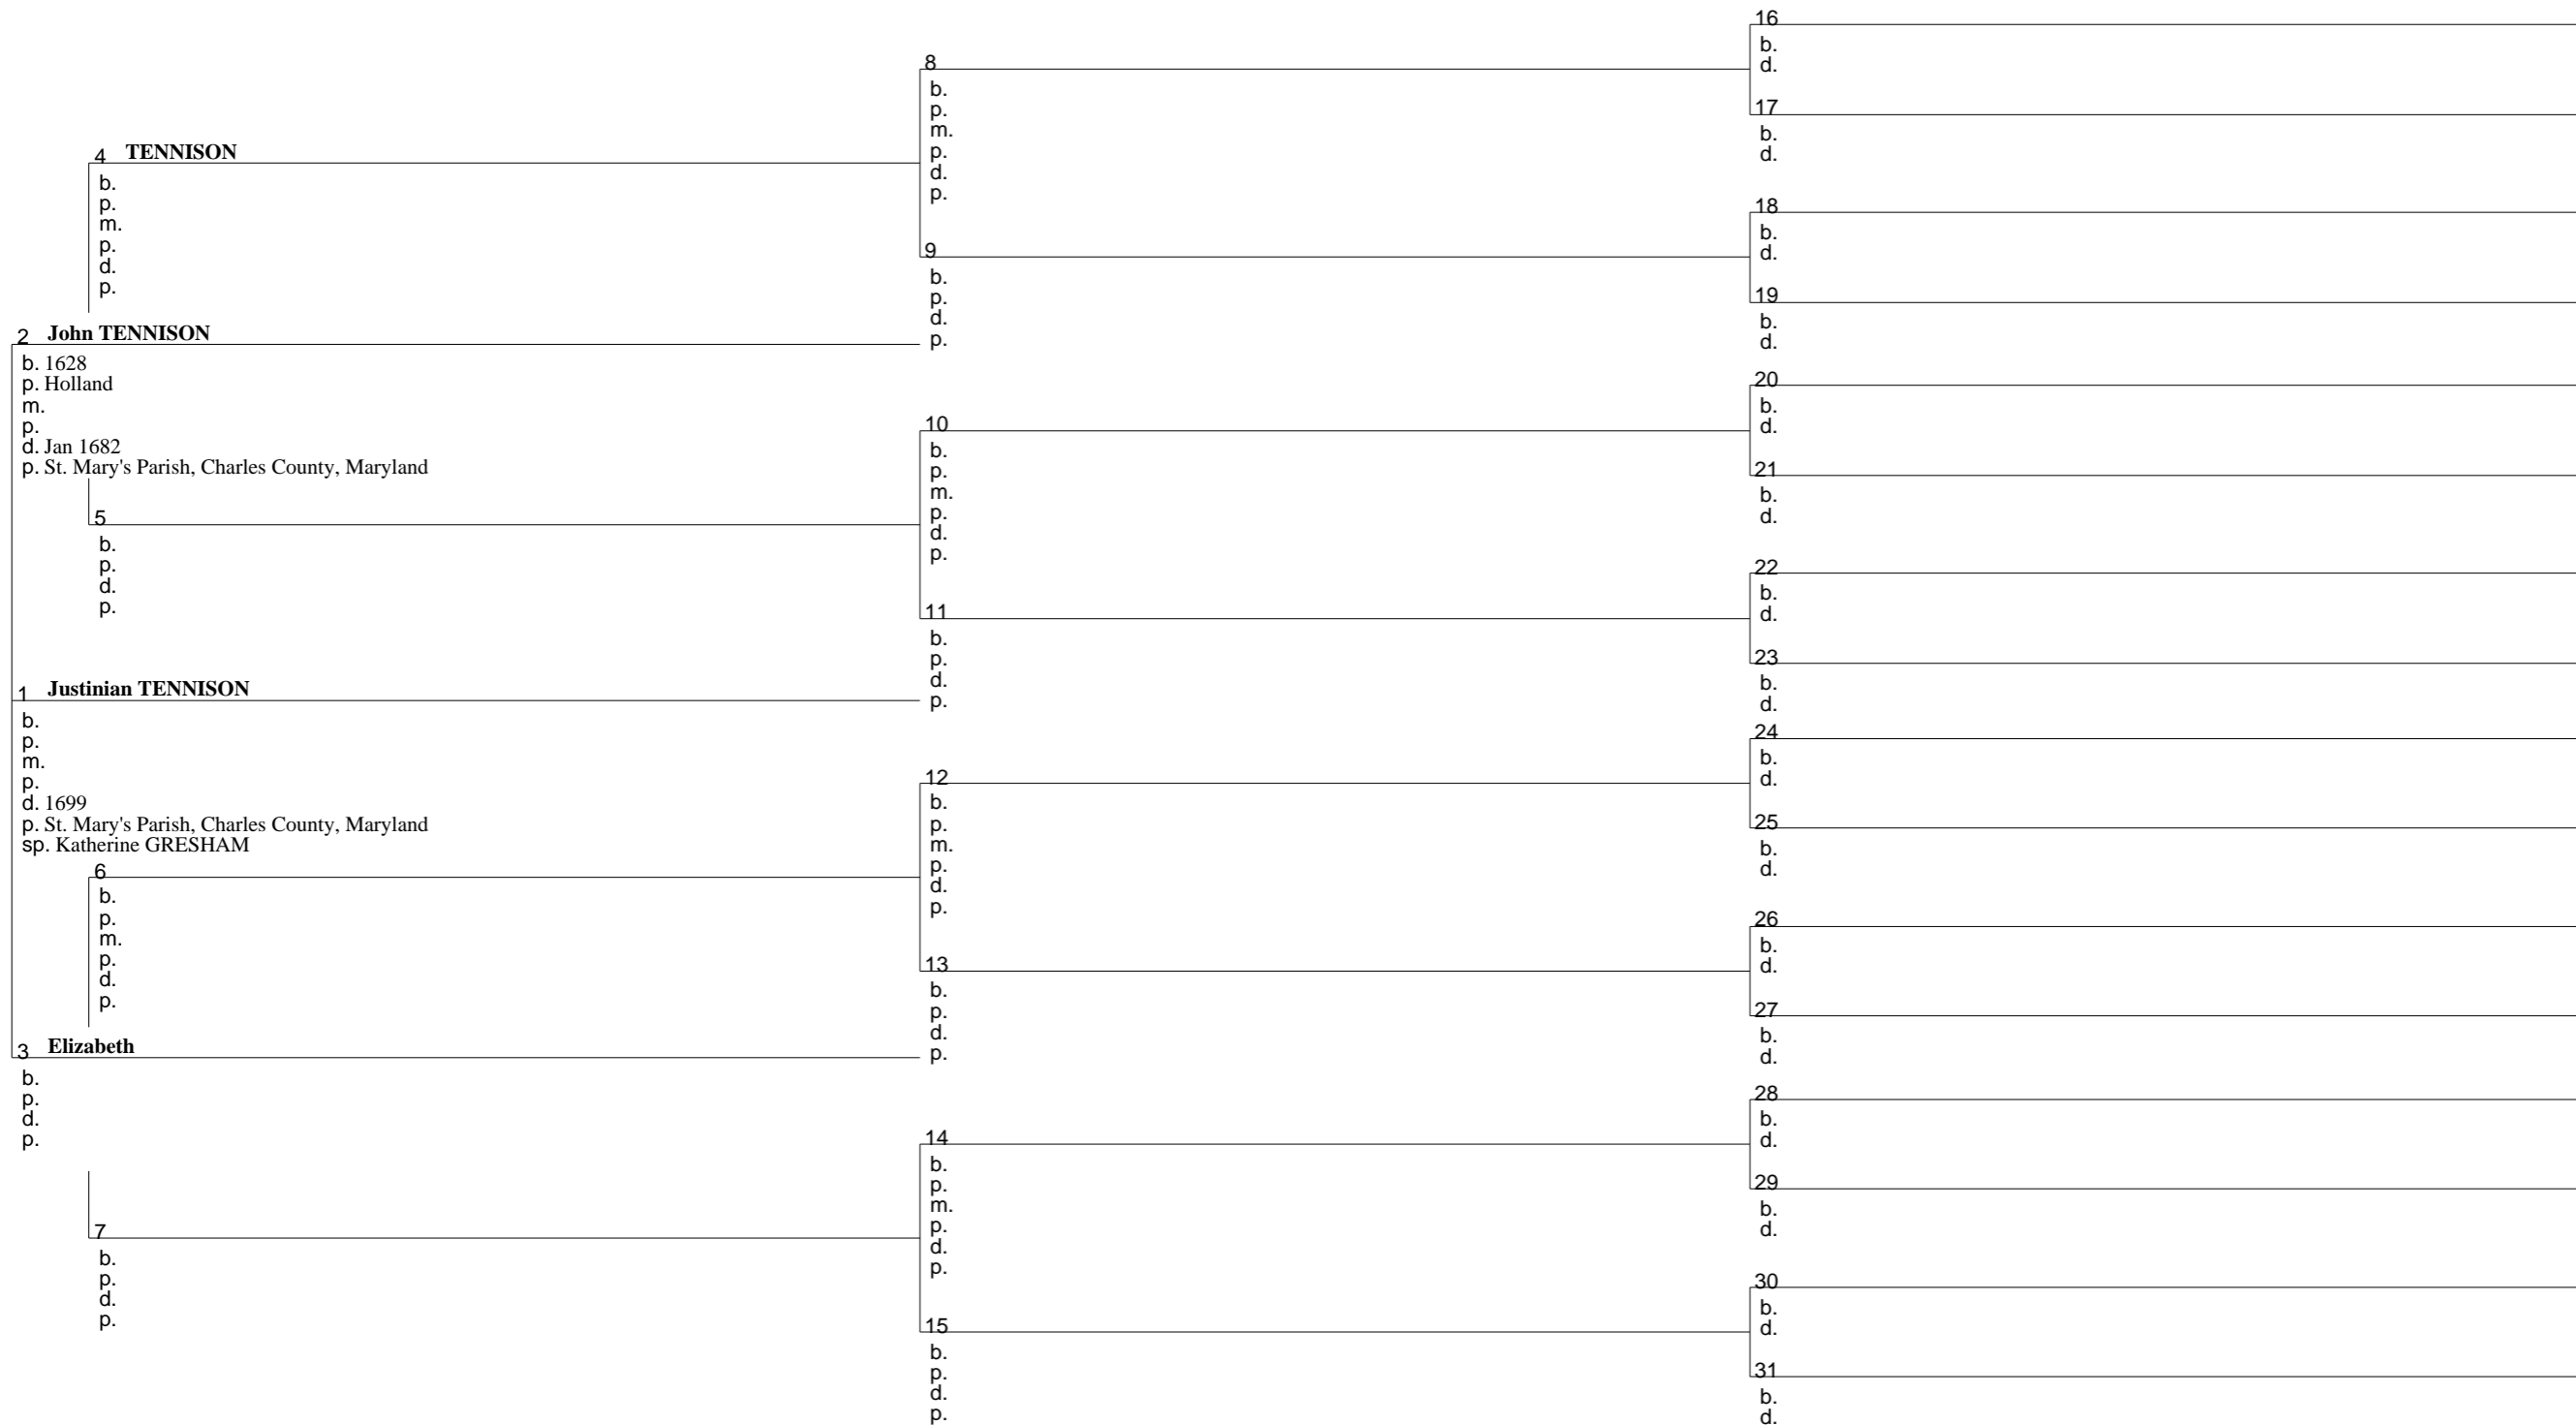 4 TENNISON
b.
p.
m.
p.
d.
p.
2 John TENNISON
b. 1628
p. Holland
m.
p.
d. Jan 1682
p. St. Mary's Parish, Charles County, Maryland
5
b.
p.
d.
p.
1 Justinian TENNISON
b.
p.
m.
p.
d. 1699
p. St. Mary's Parish, Charles County, Maryland
sp. Katherine GRESHAM
6
b.
p.
m.
p.
d.
p.
3 Elizabeth
b.
p.
d.
p.
7
b.
p.
d.
p.
8
b.
p.
m.
p.
d.
p.
9
b.
p.
d.
p.
10
b.
p.
m.
p.
d.
p.
11
b.
p.
d.
p.
12
b.
p.
m.
p.
d.
p.
13
b.
p.
d.
p.
14
b.
p.
m.
p.
d.
p.
15
b.
p.
d.
p.
16
b.
d.
17
b.
d.
18
b.
d.
19
b.
d.
20
b.
d.
21
b.
d.
22
b.
d.
23
b.
d.
24
b.
d.
25
b.
d.
26
b.
d.
27
b.
d.
28
b.
d.
29
b.
d.
30
b.
d.
31
b.
d.